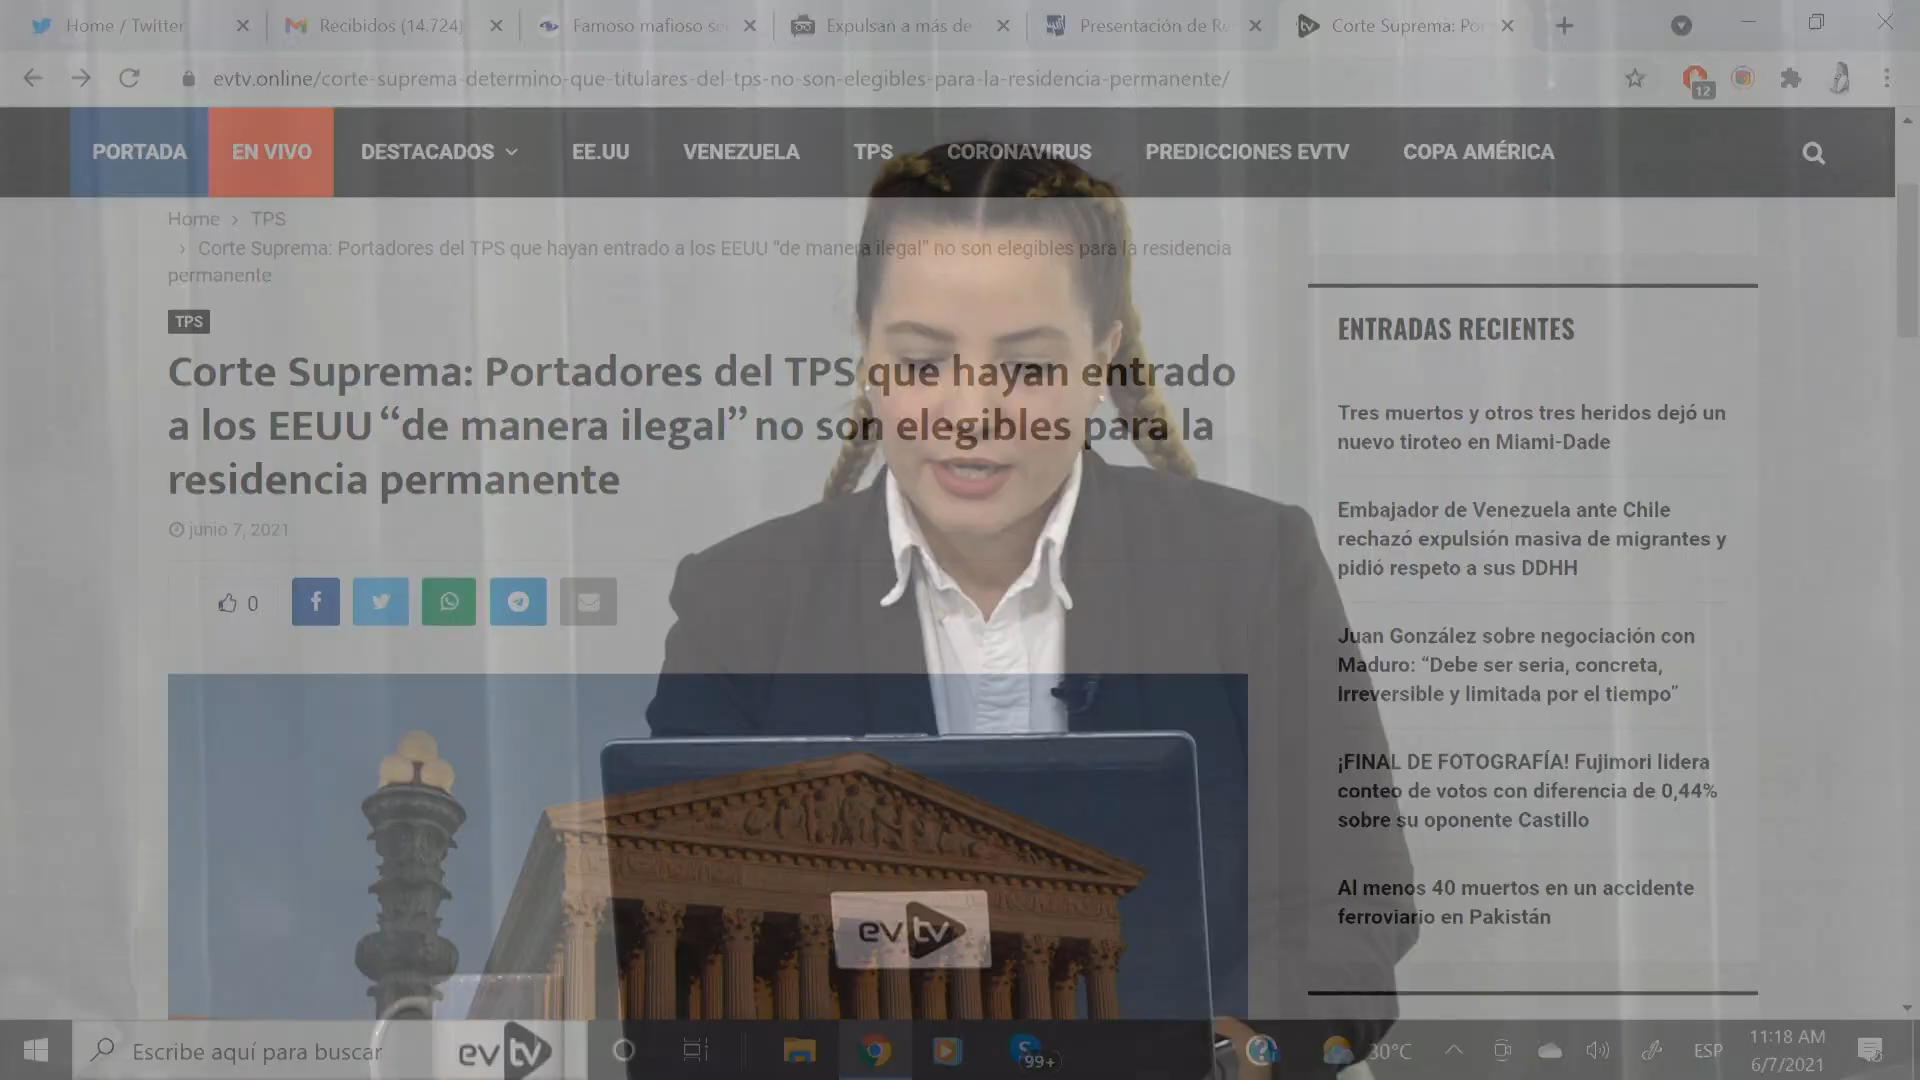 Home / Twitter
Recibidos (14.724)
Famoso mafioso se
Expulsan a más de
Presentación de Re
Corte Suprema: Por
evtv.online/corte-suprema-determino-que-titulares-del-tps-no-son-elegibles-para-la-residencia-permanente/
12
PORTADA
EN VIVO
DESTACADOS
EE.UU
VENEZUELA
TPS
CORONAVIRUS
PREDICCIONES EVTV
COPA AMÉRICA
Home › TPS
› Corte Suprema: Portadores del TPS que hayan entrado a los EEUU “de manera ilegal” no son elegibles para la residencia
permanente
TPS
Corte Suprema: Portadores del TPS que hayan entrado
a los EEUU “de manera ilegal” no son elegibles para la
residencia permanente
junio 7, 2021
0
ENTRADAS RECIENTES
Tres muertos y otros tres heridos dejó un
nuevo tiroteo en Miami-Dade
Embajador de Venezuela ante Chile
rechazó expulsión masiva de migrantes y
pidió respeto a sus DDHH
Juan González sobre negociación con
Maduro: “Debe ser seria, concreta,
irreversible y limitada por el tiempo”
¡FINAL DE FOTOGRAFÍA! Fujimori lidera
conteo de votos con diferencia de 0,44%
sobre su oponente Castillo
Al menos 40 muertos en un accidente
ferroviario en Pakistán
evtv
Escribe aquí para buscar
evtv
99+
30°C
ESP
11:18 AM
6/7/2021